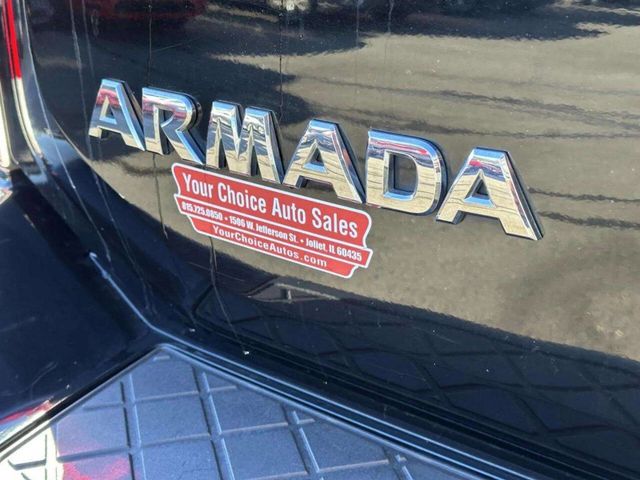 ARMADA
Your Choice Auto Sales
815.725.0850 • 1506 W. Jefferson St. • Joliet, IL 60435
YourChoiceAutos.com